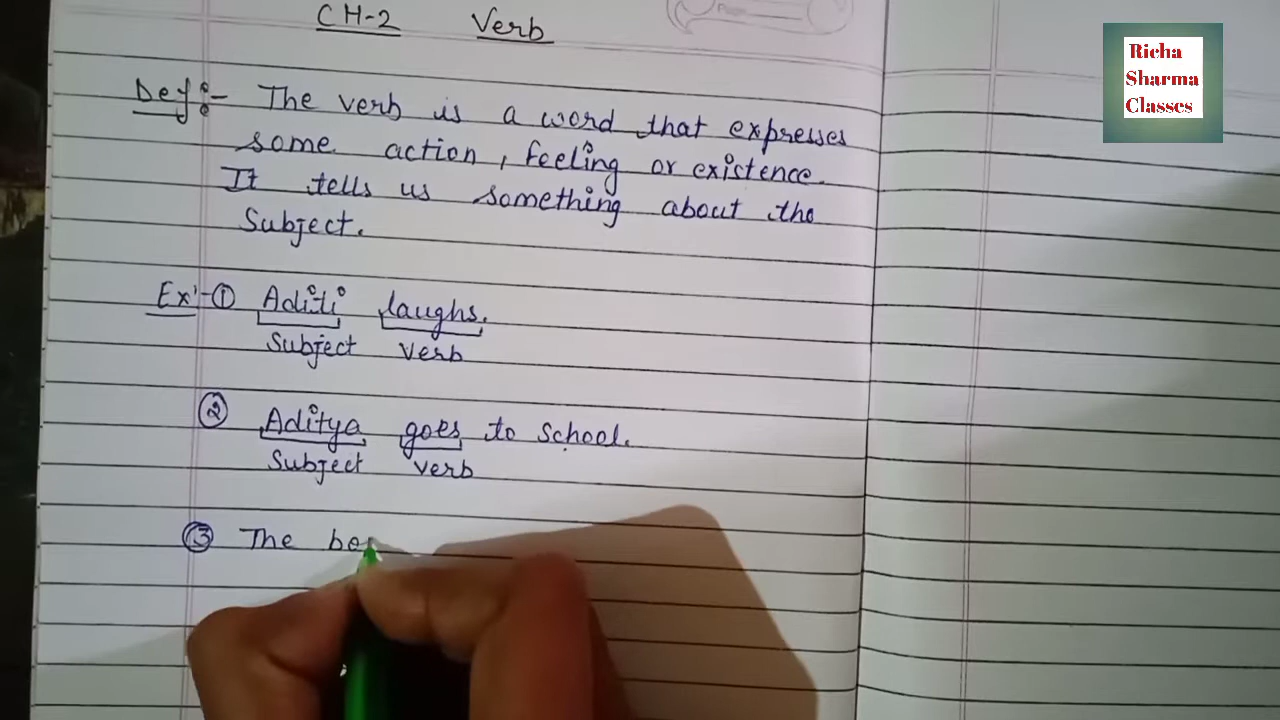 CH-2 Verb
Def:- The verb is a word that expresses
some action, feeling or existence.
It tells us something about the
Subject.
Ex:- ① Aditi laughs.
Subject Verb
② Aditya goes to School.
Subject verb
③ The be
Richa
Sharma
Classes